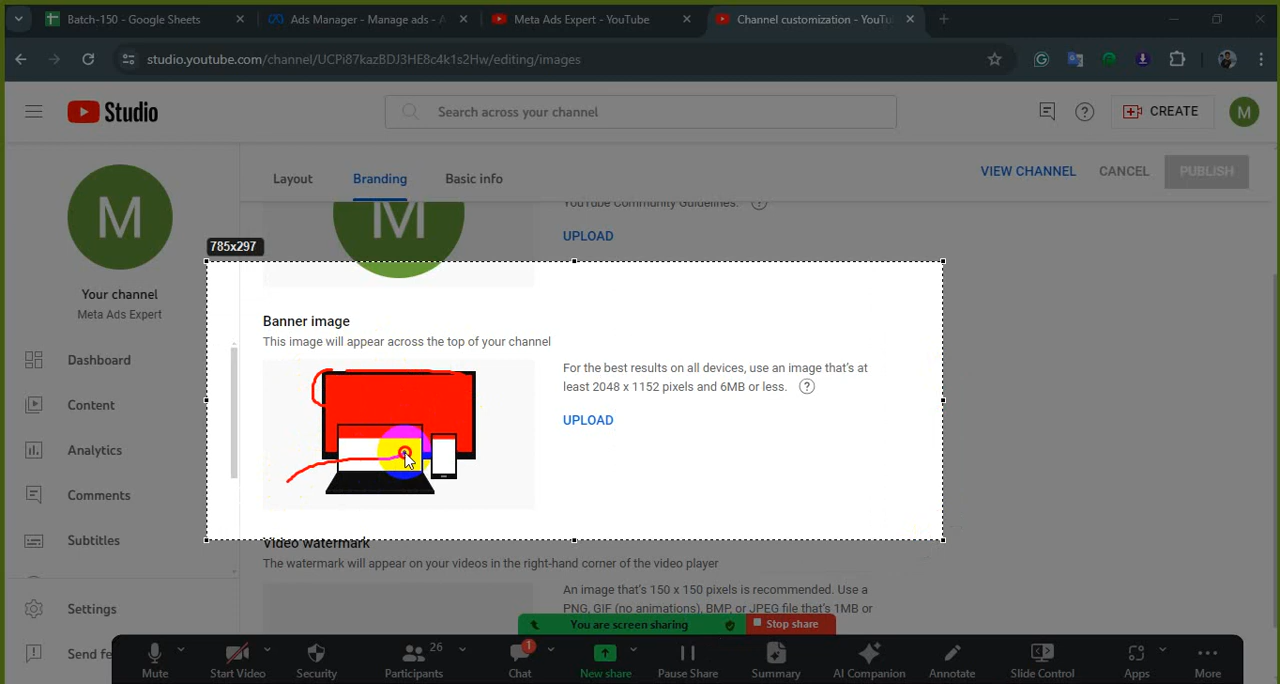 Batch-150 - Google Sheets
Ads Manager - Manage ads - A
Meta Ads Expert - YouTube
Channel customization - YouTu
studio.youtube.com/channel/UCPi87kazBDJ3HE8c4k1s2Hw/editing/images
Studio
Search across your channel
CREATE
M
M
M
Layout
Branding
Basic info
VIEW CHANNEL
CANCEL
PUBLISH
YouTube Community Guidelines.
UPLOAD
785x297
Your channel
Meta Ads Expert
Dashboard
Content
Analytics
Comments
Subtitles
Settings
Send fe
Banner image
This image will appear across the top of your channel
For the best results on all devices, use an image that's at
least 2048 x 1152 pixels and 6MB or less.
UPLOAD
Video watermark
The watermark will appear on your videos in the right-hand corner of the video player
An image that's 150 x 150 pixels is recommended. Use a
PNG, GIF (no animations), BMP, or JPEG file that's 1MB or
You are screen sharing
Stop share
Mute
Start Video
Security
26
Participants
1
Chat
New share
Pause Share
Summary
AI Companion
Annotate
Slide Control
Apps
More